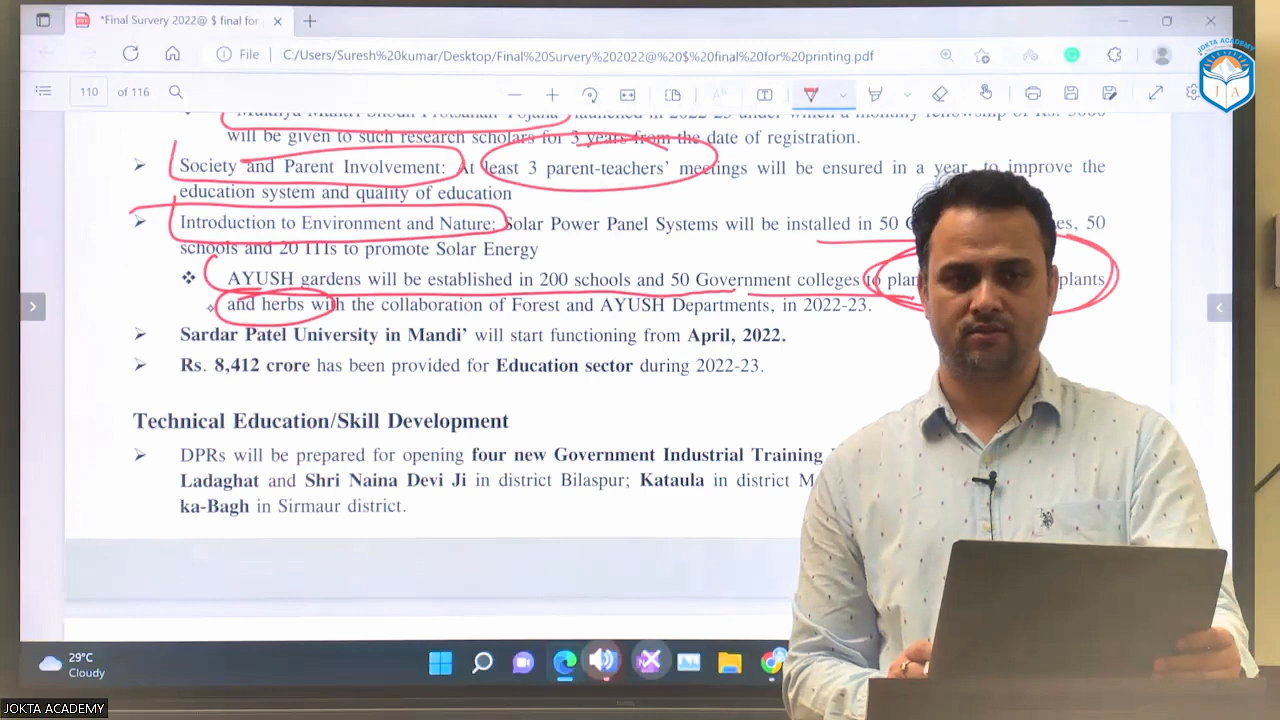 *Final Survery 2022@ $ final for
File
C:/Users/Suresh%20kumar/Desktop/Final%20Survery%202022@%20$%20final%20for%20printing.pdf
JOKTA ACADEMY
J A
110 of 116
will be given to such research scholars for 3 years from the date of registration.
➢ Society and Parent Involvement: At least 3 parent-teachers’ meetings will be ensured in a year, to improve the
education system and quality of education
➢ Introduction to Environment and Nature: Solar Power Panel Systems will be installed in 50 50
schools and 20 ITIs to promote Solar Energy
❖ AYUSH gardens will be established in 200 schools and 50 Government colleges to plants
and herbs with the collaboration of Forest and AYUSH Departments, in 2022-23.
➢ Sardar Patel University in Mandi’ will start functioning from April, 2022.
➢ Rs. 8,412 crore has been provided for Education sector during 2022-23.
Technical Education/Skill Development
➢ DPRs will be prepared for opening four new Government Industrial Training
Ladaghat and Shri Naina Devi Ji in district Bilaspur; Kataula in district
ka-Bagh in Sirmaur district.
29°C
Cloudy
JOKTA ACADEMY